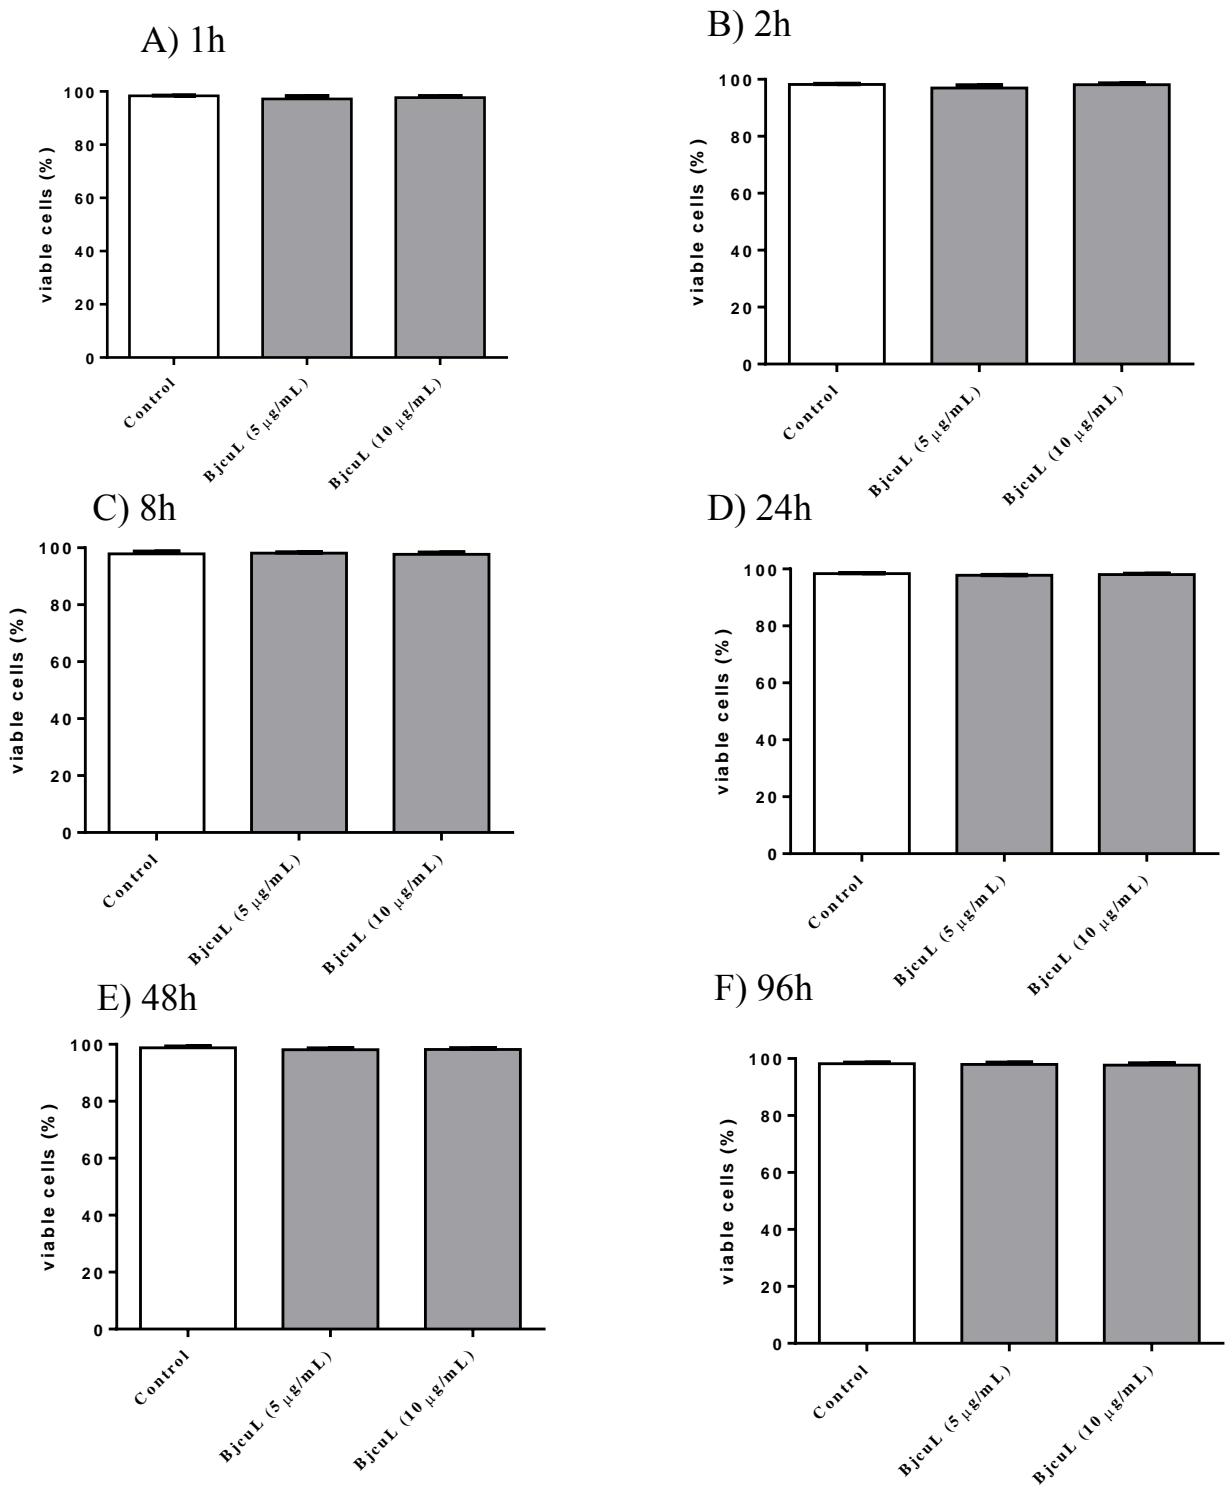 A) 1h
100
80
60
40
20
0
viable cells (%)
Control
BjcuL (5 µg/mL)
BjcuL (10 µg/mL)
B) 2h
100
80
60
40
20
0
viable cells (%)
Control
BjcuL (5 µg/mL)
BjcuL (10 µg/mL)
C) 8h
100
80
60
40
20
0
viable cells (%)
Control
BjcuL (5 µg/mL)
BjcuL (10 µg/mL)
D) 24h
100
80
60
40
20
0
viable cells (%)
Control
BjcuL (5 µg/mL)
BjcuL (10 µg/mL)
E) 48h
100
80
60
40
20
0
viable cells (%)
Control
BjcuL (5 µg/mL)
BjcuL (10 µg/mL)
F) 96h
100
80
60
40
20
0
viable cells (%)
Control
BjcuL (5 µg/mL)
BjcuL (10 µg/mL)